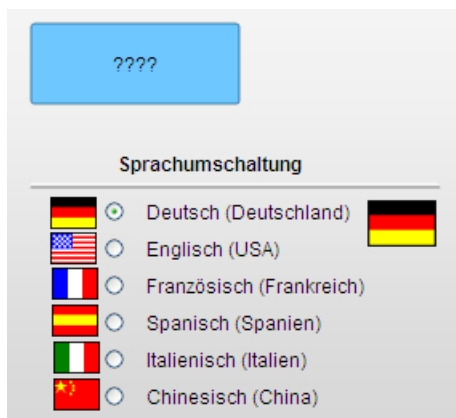 ????
Sprachumschaltung
Deutsch (Deutschland)
Englisch (USA)
Französisch (Frankreich)
Spanisch (Spanien)
Italienisch (Italien)
Chinesisch (China)